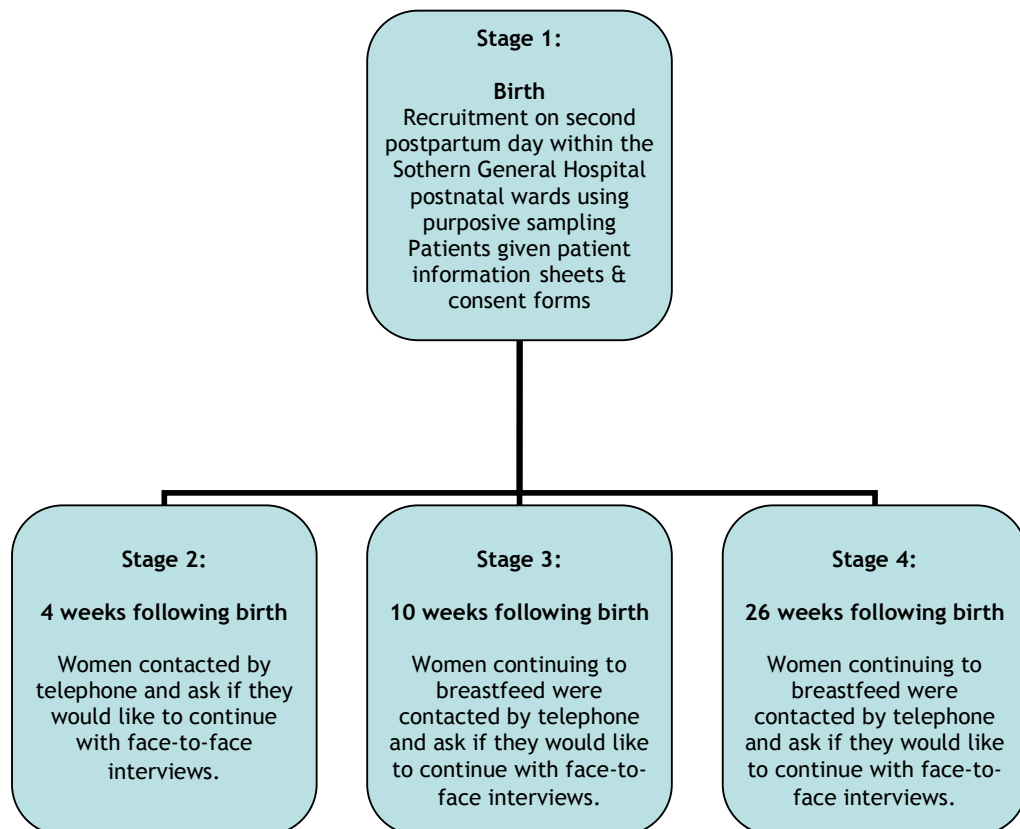 Stage 1:
Birth
Recruitment on second
postpartum day within the
Sothern General Hospital
postnatal wards using
purposive sampling
Patients given patient
information sheets &
consent forms
Stage 2:
4 weeks following birth
Women contacted by
telephone and ask if they
would like to continue
with face-to-face
interviews.
Stage 3:
10 weeks following birth
Women continuing to
breastfeed were
contacted by telephone
and ask if they would like
to continue with face-to-
face interviews.
Stage 4:
26 weeks following birth
Women continuing to
breastfeed were
contacted by telephone
and ask if they would like
to continue with face-to-
face interviews.